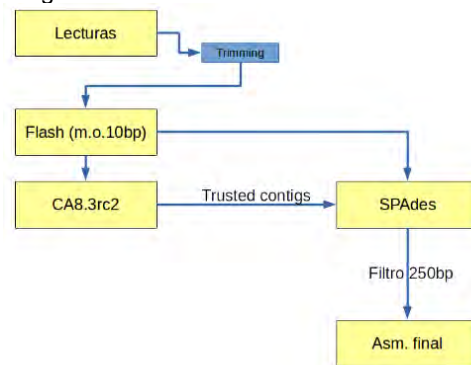 Lecturas
Trimming
Flash (m.o.10bp)
CA8.3rc2
Trusted contigs
SPAdes
Filtro 250bp
Asm. final